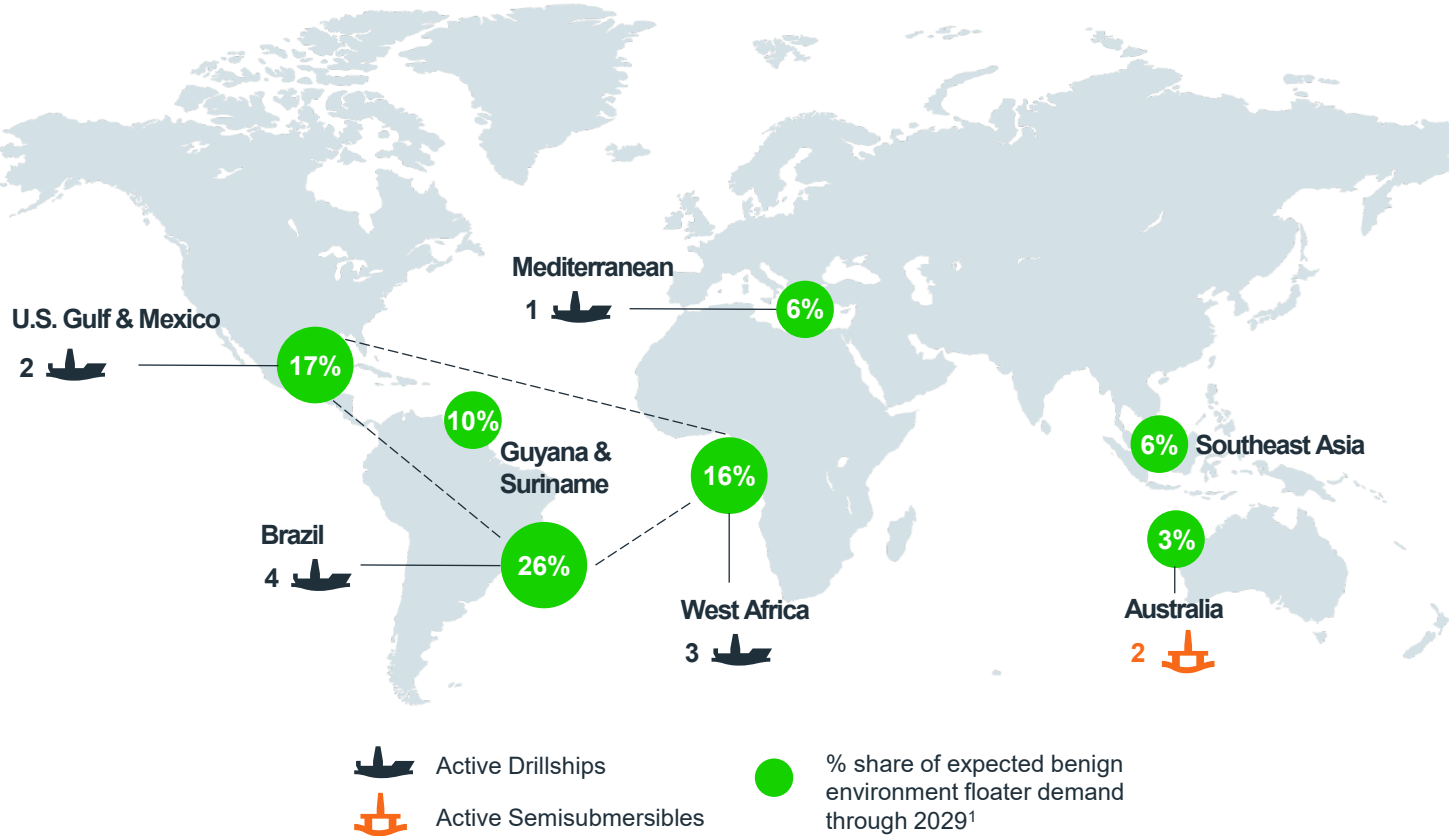 Mediterranean
1
6%
U.S. Gulf & Mexico
2
17%
10%
Guyana &
Suriname
16%
6%
Southeast Asia
Brazil
4
26%
3%
West Africa
3
Australia
2
Active Drillships
Active Semisubmersibles
% share of expected benign
environment floater demand
through 2029¹